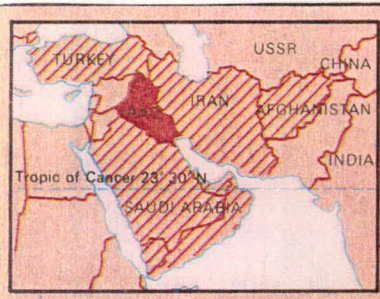 USSR
TURKEY
CHINA
IRAN
AFGHANISTAN
INDIA
Tropic of Cancer 23° 30' N
SAUDI ARABIA